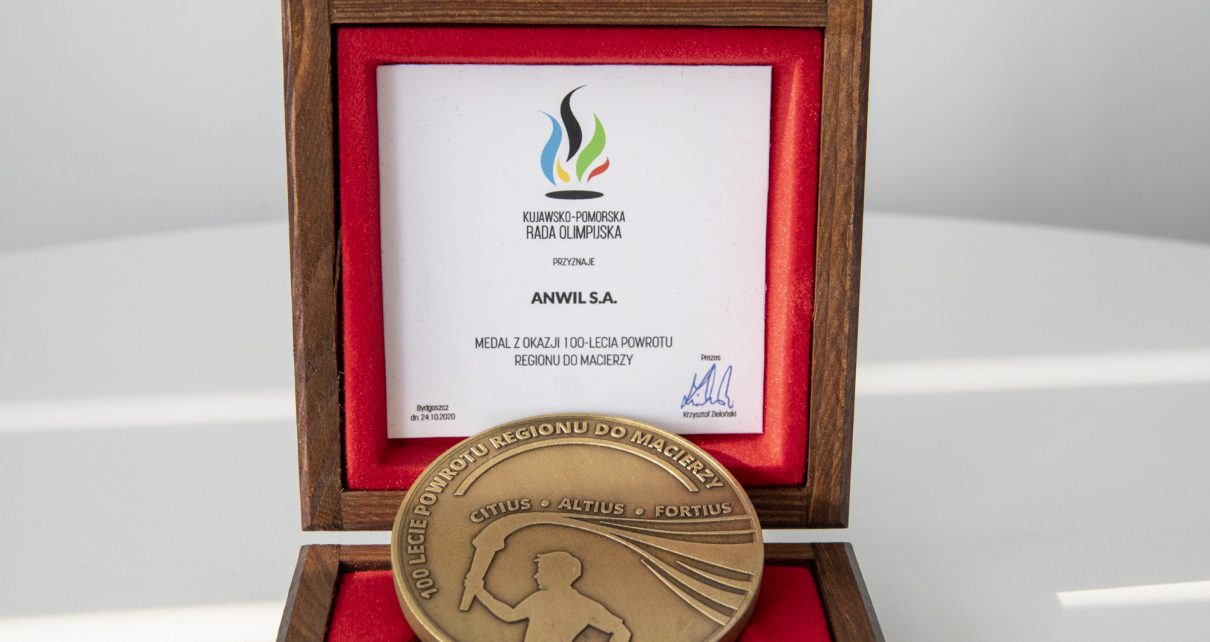 KUJAWSKO-POMORSKA
RADA OLIMPIJSKA
PRZYZNAJE
ANWIL S.A.
MEDAL Z OKAZJI 100-LECIA POWROTU
REGIONU DO MACIERZY
Prezes
Krzysztof Zieloński
Bydgoszcz
dn. 24.10.2020
100 LECIE POWROTU REGIONU DO MACIERZY
CITIUS • ALTIUS • FORTIUS